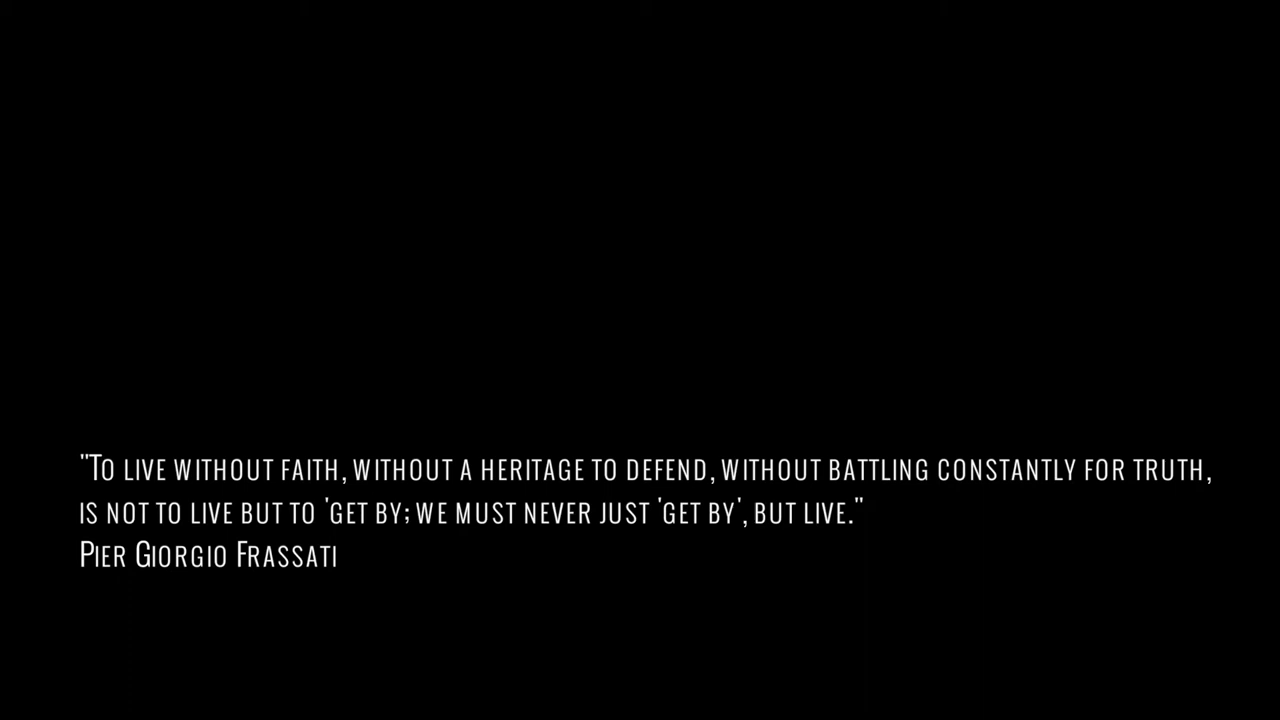 "To live without faith, without a heritage to defend, without battling constantly for truth,
is not to live but to 'get by; we must never just 'get by', but live."
Pier Giorgio Frassati